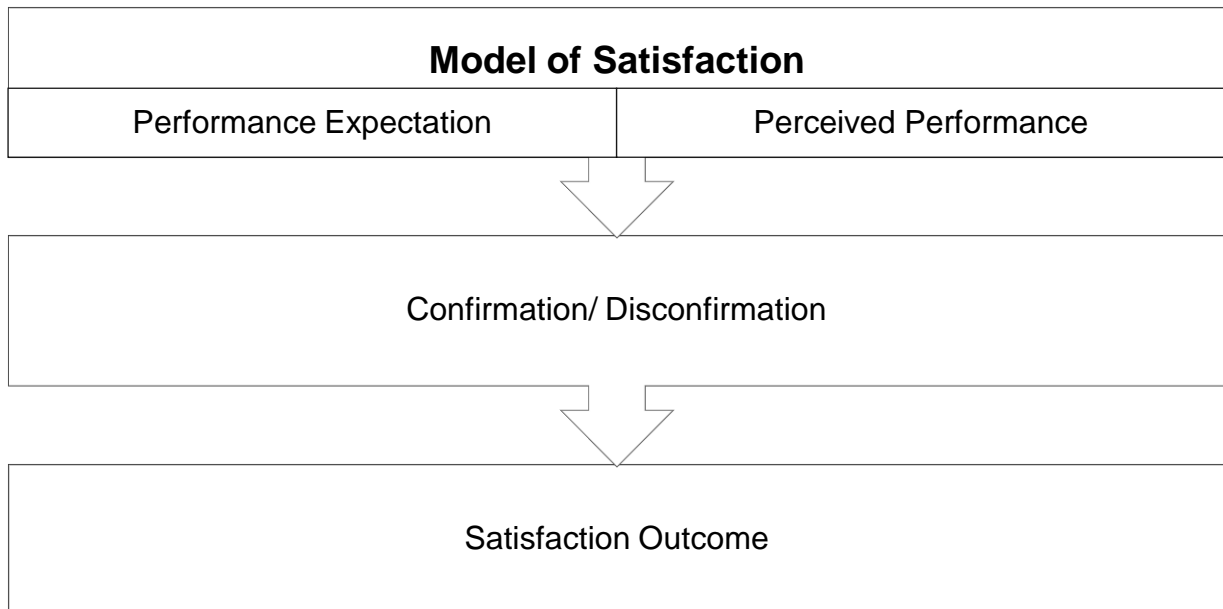 Model of Satisfaction
Performance Expectation
Perceived Performance
Confirmation/ Disconfirmation
Satisfaction Outcome